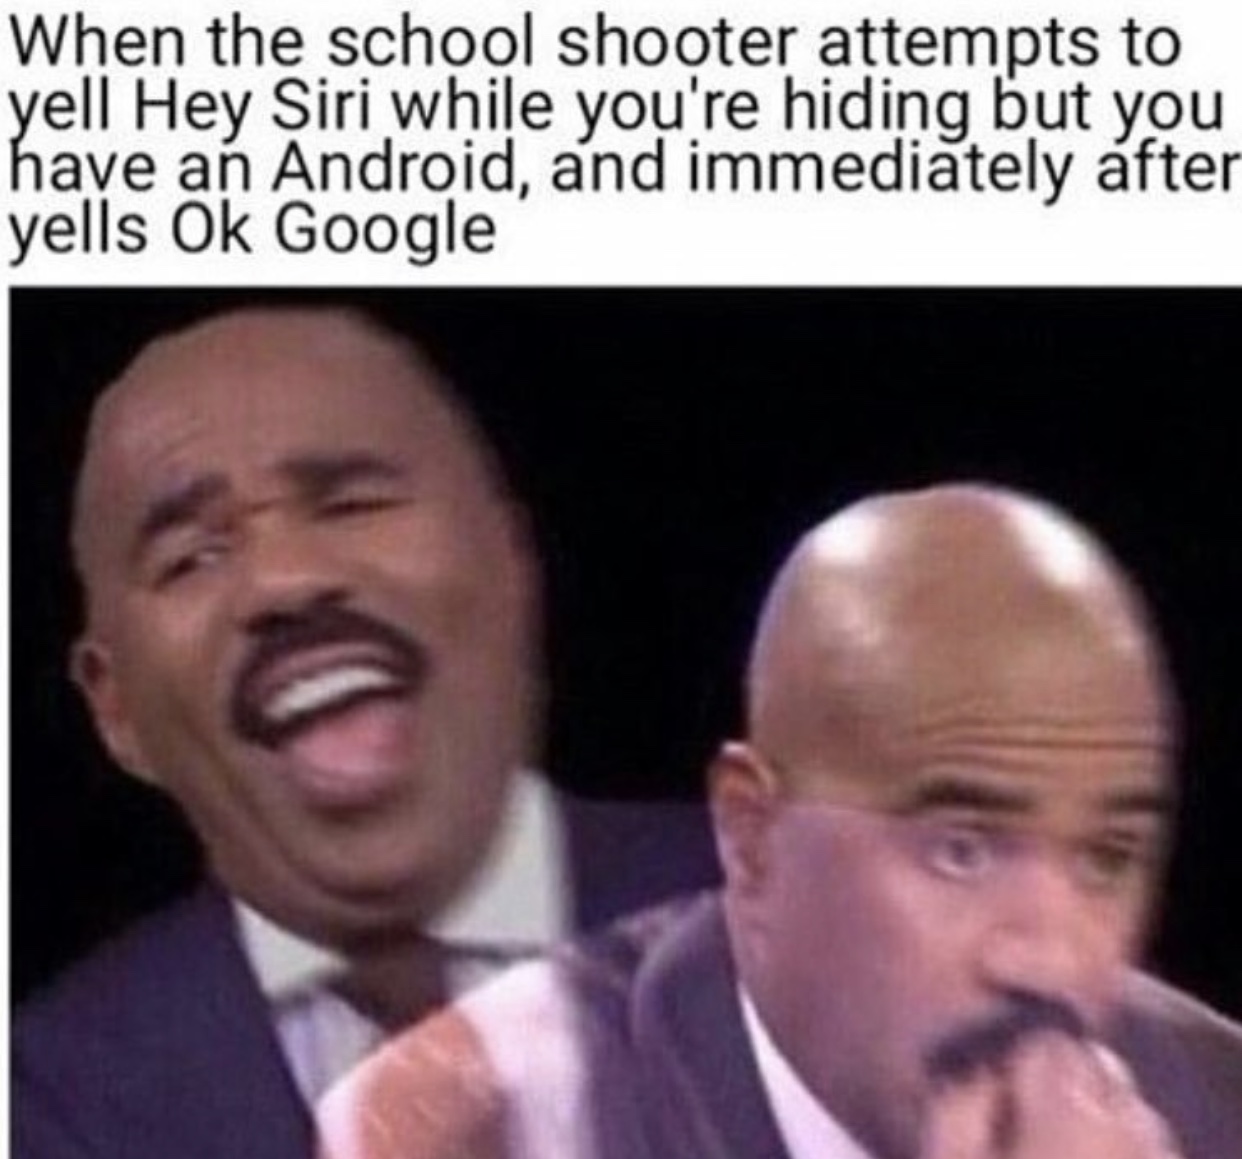 When the school shooter attempts to
yell Hey Siri while you're hiding but you
have an Android, and immediately after
yells Ok Google